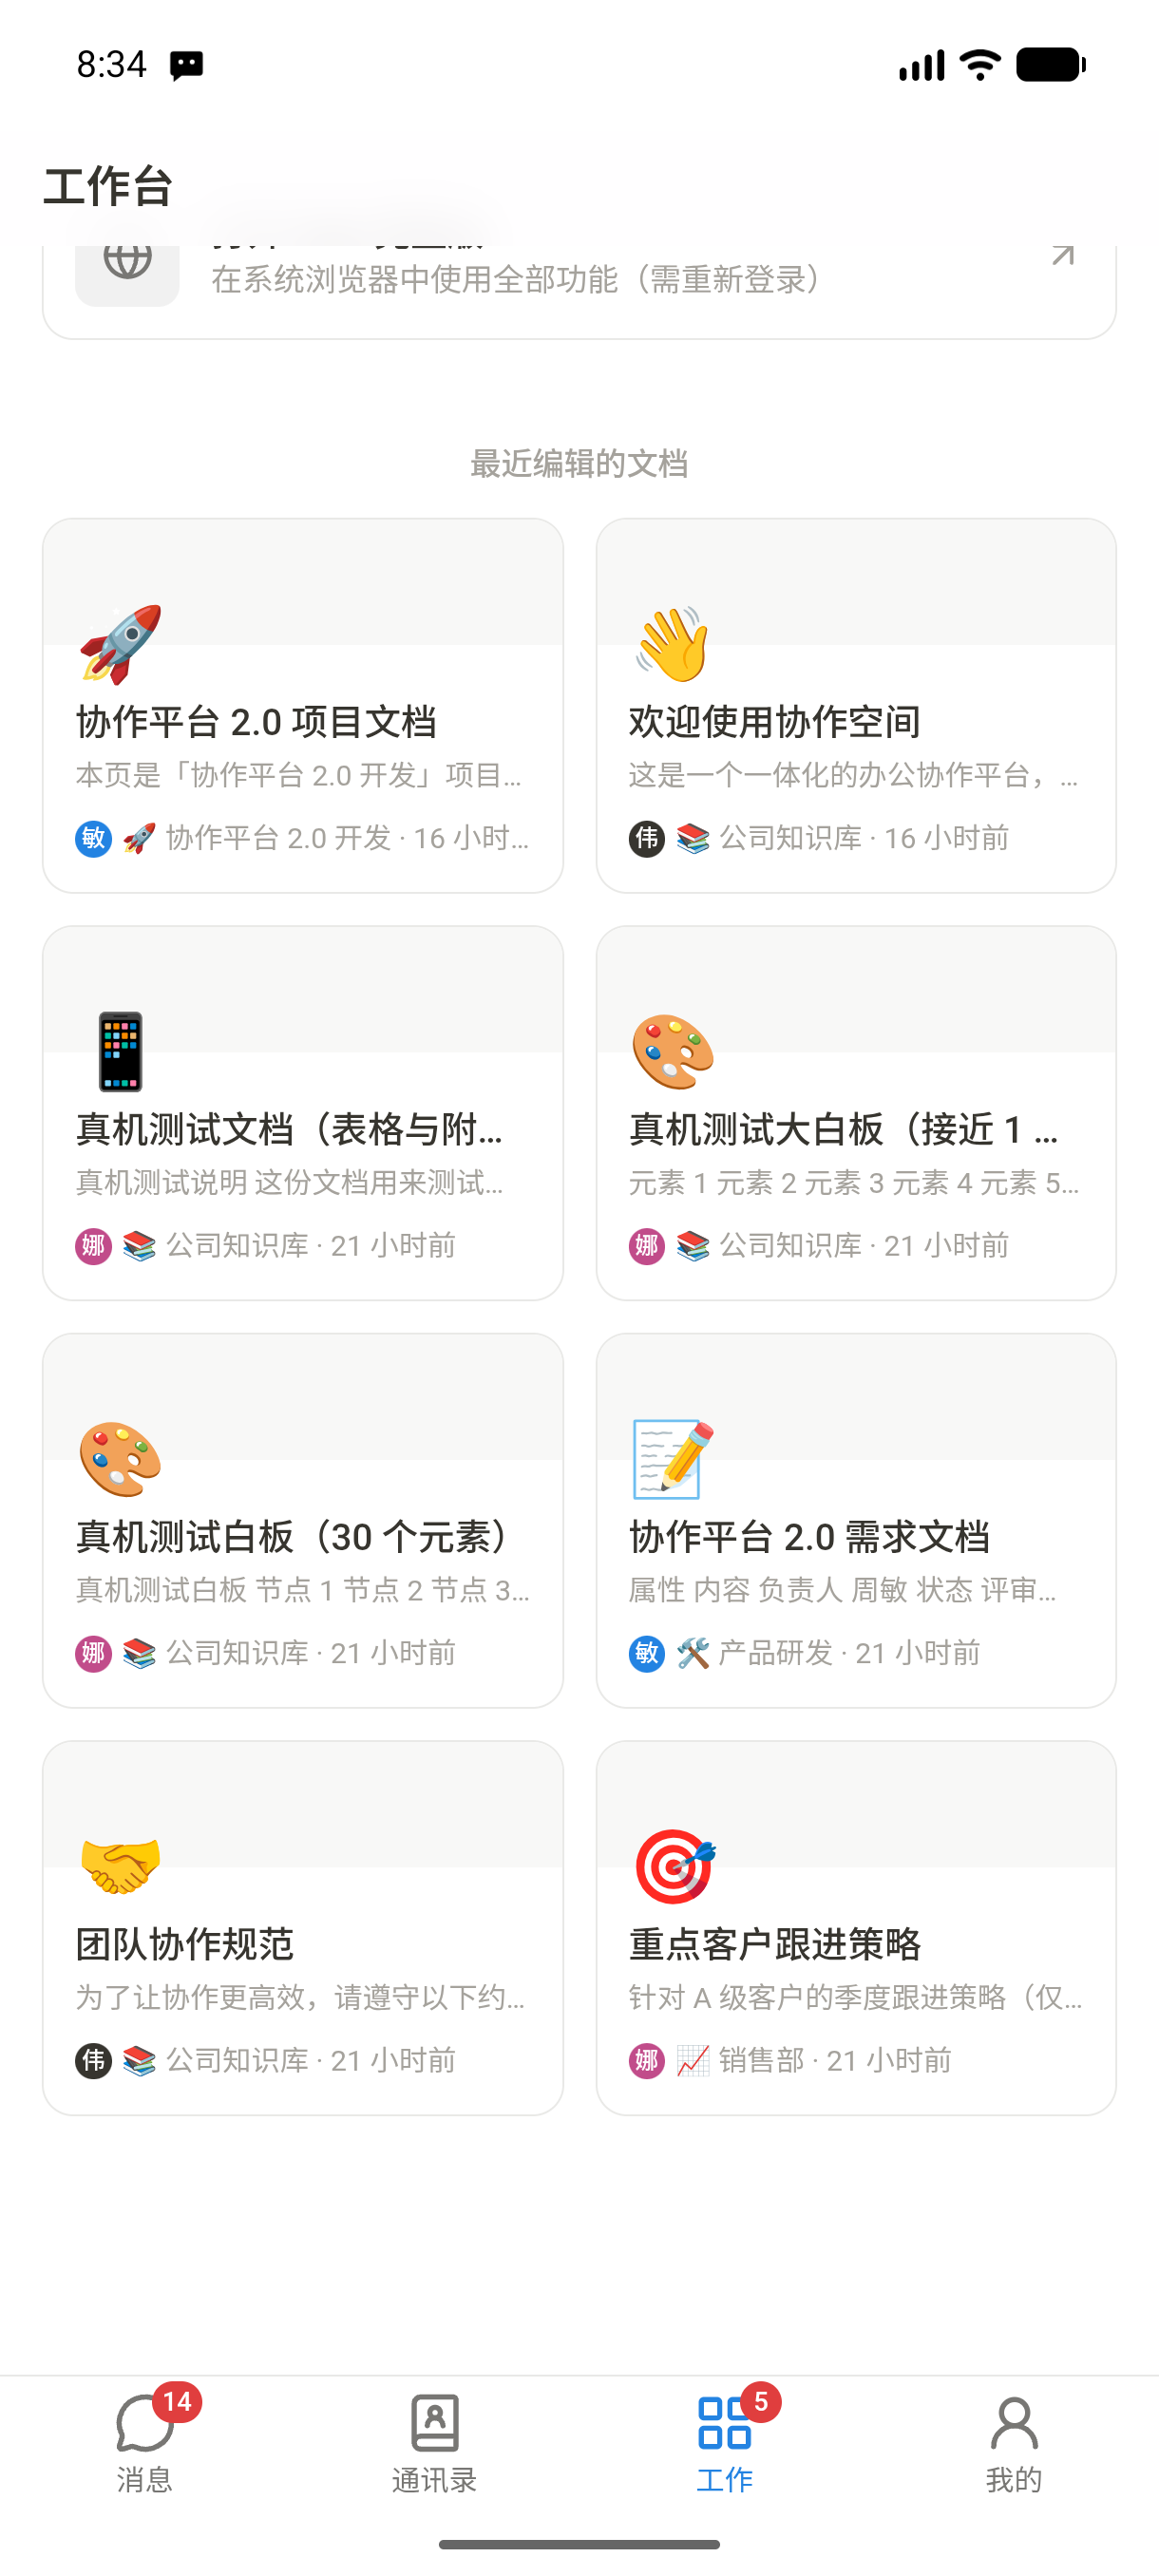 8:34
工作台
在系统浏览器中使用全部功能（需重新登录）
最近编辑的文档
协作平台 2.0 项目文档
本页是「协作平台 2.0 开发」项目...
敏 协作平台 2.0 开发 · 16 小时...
欢迎使用协作空间
这是一个一体化的办公协作平台，...
伟 公司知识库 · 16 小时前
真机测试文档（表格与附...
真机测试说明 这份文档用来测试...
娜 公司知识库 · 21 小时前
真机测试大白板（接近 1 ...
元素 1 元素 2 元素 3 元素 4 元素 5...
娜 公司知识库 · 21 小时前
真机测试白板（30 个元素）
真机测试白板 节点 1 节点 2 节点 3...
娜 公司知识库 · 21 小时前
协作平台 2.0 需求文档
属性 内容 负责人 周敏 状态 评审...
敏 产品研发 · 21 小时前
团队协作规范
为了让协作更高效，请遵守以下约...
伟 公司知识库 · 21 小时前
重点客户跟进策略
针对 A 级客户的季度跟进策略（仅...
娜 销售部 · 21 小时前
14
5
消息
通讯录
工作
我的